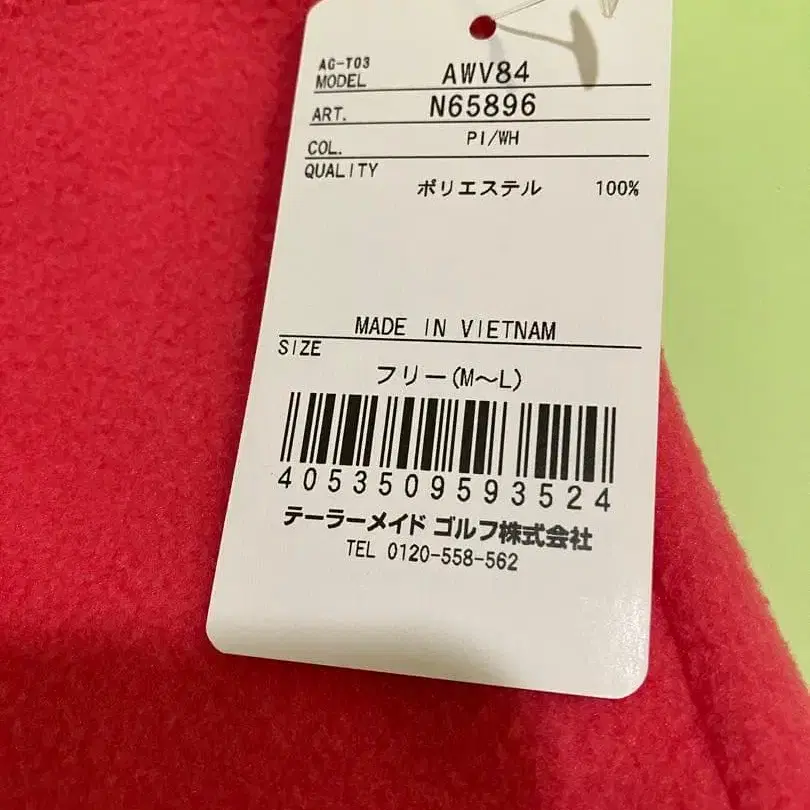 AG-T03
MODEL AWV84
ART. N65896
COL. PI/WH
QUALITY
ポリエステル 100%
MADE IN VIETNAM
SIZE
フリー(M～L)
4053509593524
テーラーメイド ゴルフ株式会社
TEL 0120-558-562